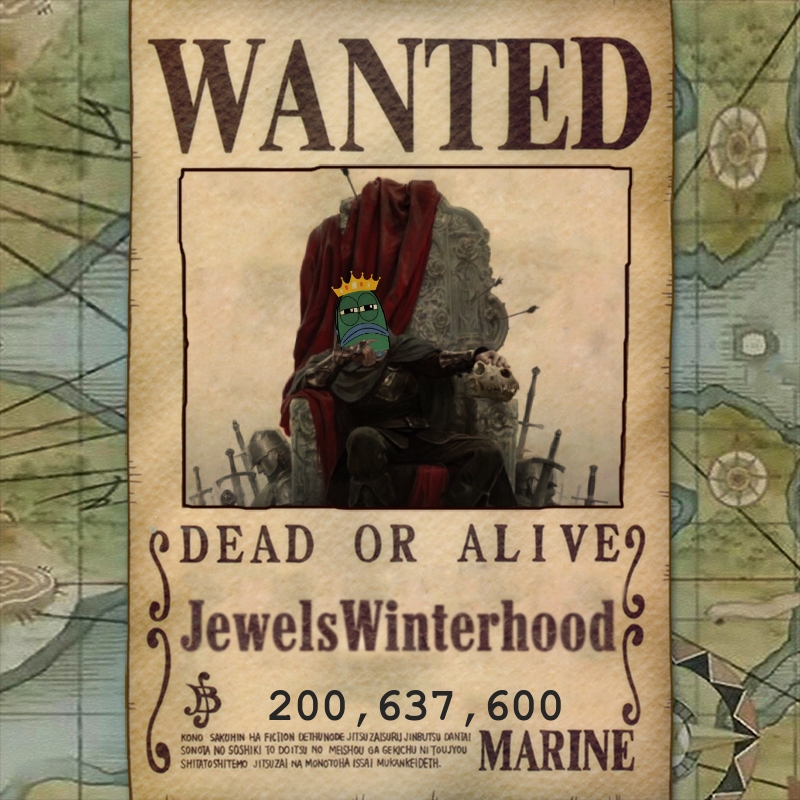 WANTED
DEAD OR ALIVE
JewelsWinterhood
200,637,600
KONO SAKUHIN HA FICTION DETHUNODE JITSUZAISURU JINBUTSU DANTAI
SONOTA NO SOSHIKI TO DOITSU NO MEISHOU GA GEKICHU NI TOUJYOU
SHITATOSHITEMO JITSUZAI NA MONOTOHA ISSAI MUKANKEIDETH.
MARINE